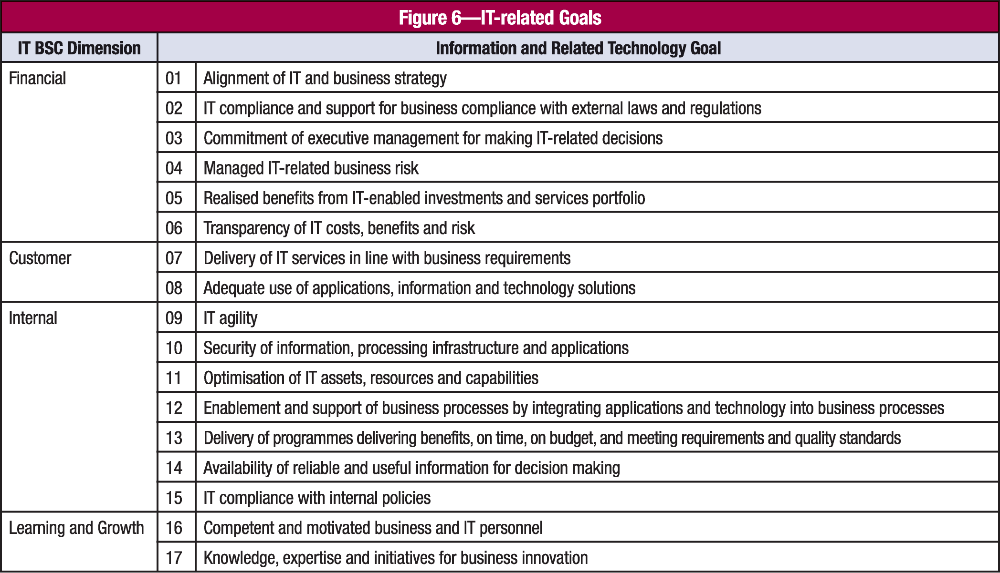 Figure 6—IT-related Goals
IT BSC Dimension Information and Related Technology Goal
Financial 01 Alignment of IT and business strategy
02 IT compliance and support for business compliance with external laws and regulations
03 Commitment of executive management for making IT-related decisions
04 Managed IT-related business risk
05 Realised benefits from IT-enabled investments and services portfolio
06 Transparency of IT costs, benefits and risk
Customer 07 Delivery of IT services in line with business requirements
08 Adequate use of applications, information and technology solutions
Internal 09 IT agility
10 Security of information, processing infrastructure and applications
11 Optimisation of IT assets, resources and capabilities
12 Enablement and support of business processes by integrating applications and technology into business processes
13 Delivery of programmes delivering benefits, on time, on budget, and meeting requirements and quality standards
14 Availability of reliable and useful information for decision making
15 IT compliance with internal policies
Learning and Growth 16 Competent and motivated business and IT personnel
17 Knowledge, expertise and initiatives for business innovation